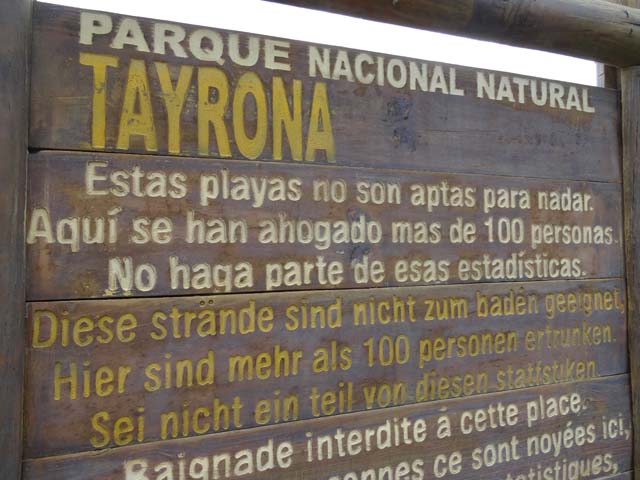 PARQUE NACIONAL NATURAL
TAYRONA
Estas playas no son aptas para nadar.
Aquí se han ahogado mas de 100 personas.
No haga parte de esas estadísticas.
Diese strände sind nicht zum badén geeignet,
Hier sind mehr als 100 personen ertrunken.
Sei nicht ein teil von diesen statistiken.
Baignade interdite á cette place.
ce sont noyées ici,